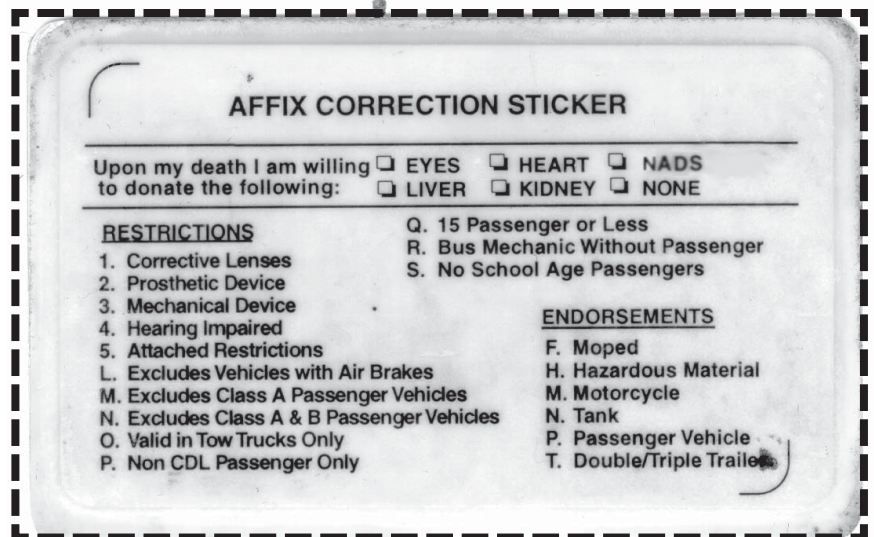 AFFIX CORRECTION STICKER
Upon my death I am willing ❏ EYES ❏ HEART ❏ NADS
to donate the following: ❏ LIVER ❏ KIDNEY ❏ NONE
RESTRICTIONS
1. Corrective Lenses
2. Prosthetic Device
3. Mechanical Device
4. Hearing Impaired
5. Attached Restrictions
L. Excludes Vehicles with Air Brakes
M. Excludes Class A Passenger Vehicles
N. Excludes Class A & B Passenger Vehicles
O. Valid in Tow Trucks Only
P. Non CDL Passenger Only
Q. 15 Passenger or Less
R. Bus Mechanic Without Passenger
S. No School Age Passengers
ENDORSEMENTS
F. Moped
H. Hazardous Material
M. Motorcycle
N. Tank
P. Passenger Vehicle
T. Double/Triple Trailers